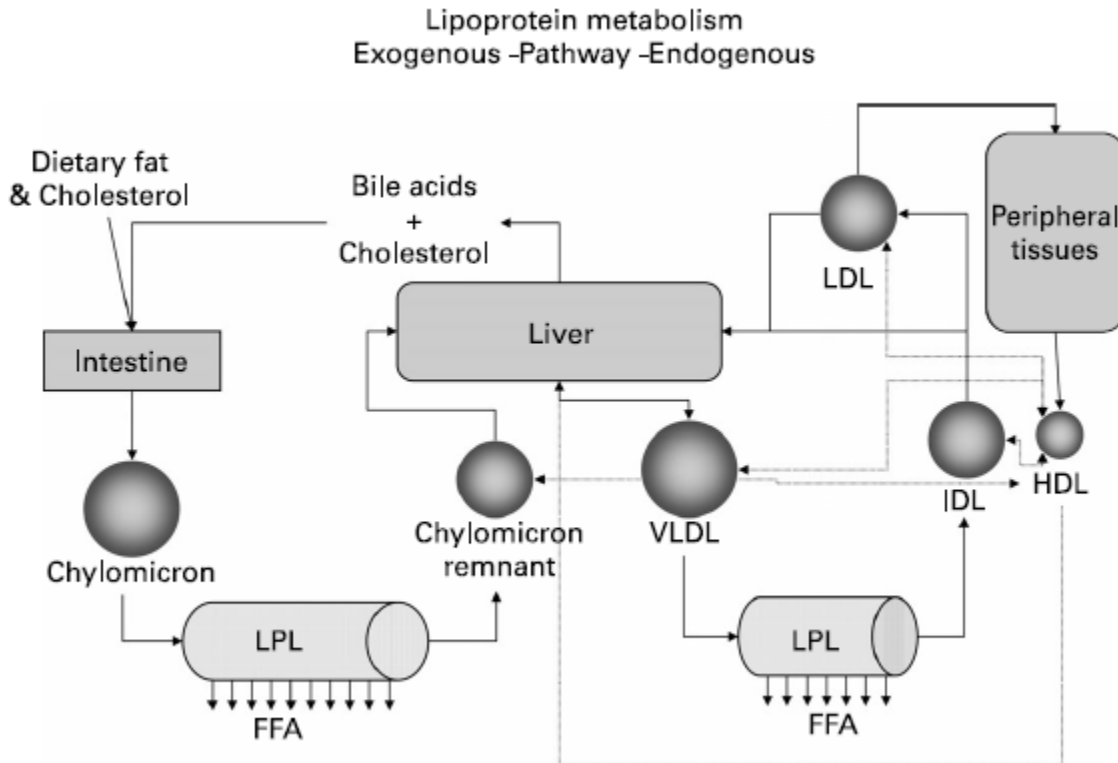 Lipoprotein metabolism
Exogenous -Pathway -Endogenous
Dietary fat
& Cholesterol
Bile acids
+
Cholesterol
Peripheral
tissues
LDL
Intestine
Liver
Chylomicron
Chylomicron
remnant
VLDL
IDL
HDL
LPL
FFA
LPL
FFA